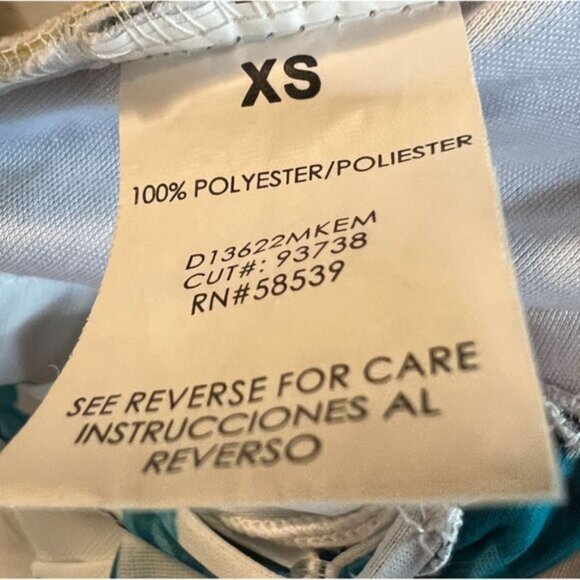 XS
100% POLYESTER/POLIESTER
D13622MKEM
CUT#: 93738
RN#58539
SEE REVERSE FOR CARE
INSTRUCCIONES AL
REVERSO